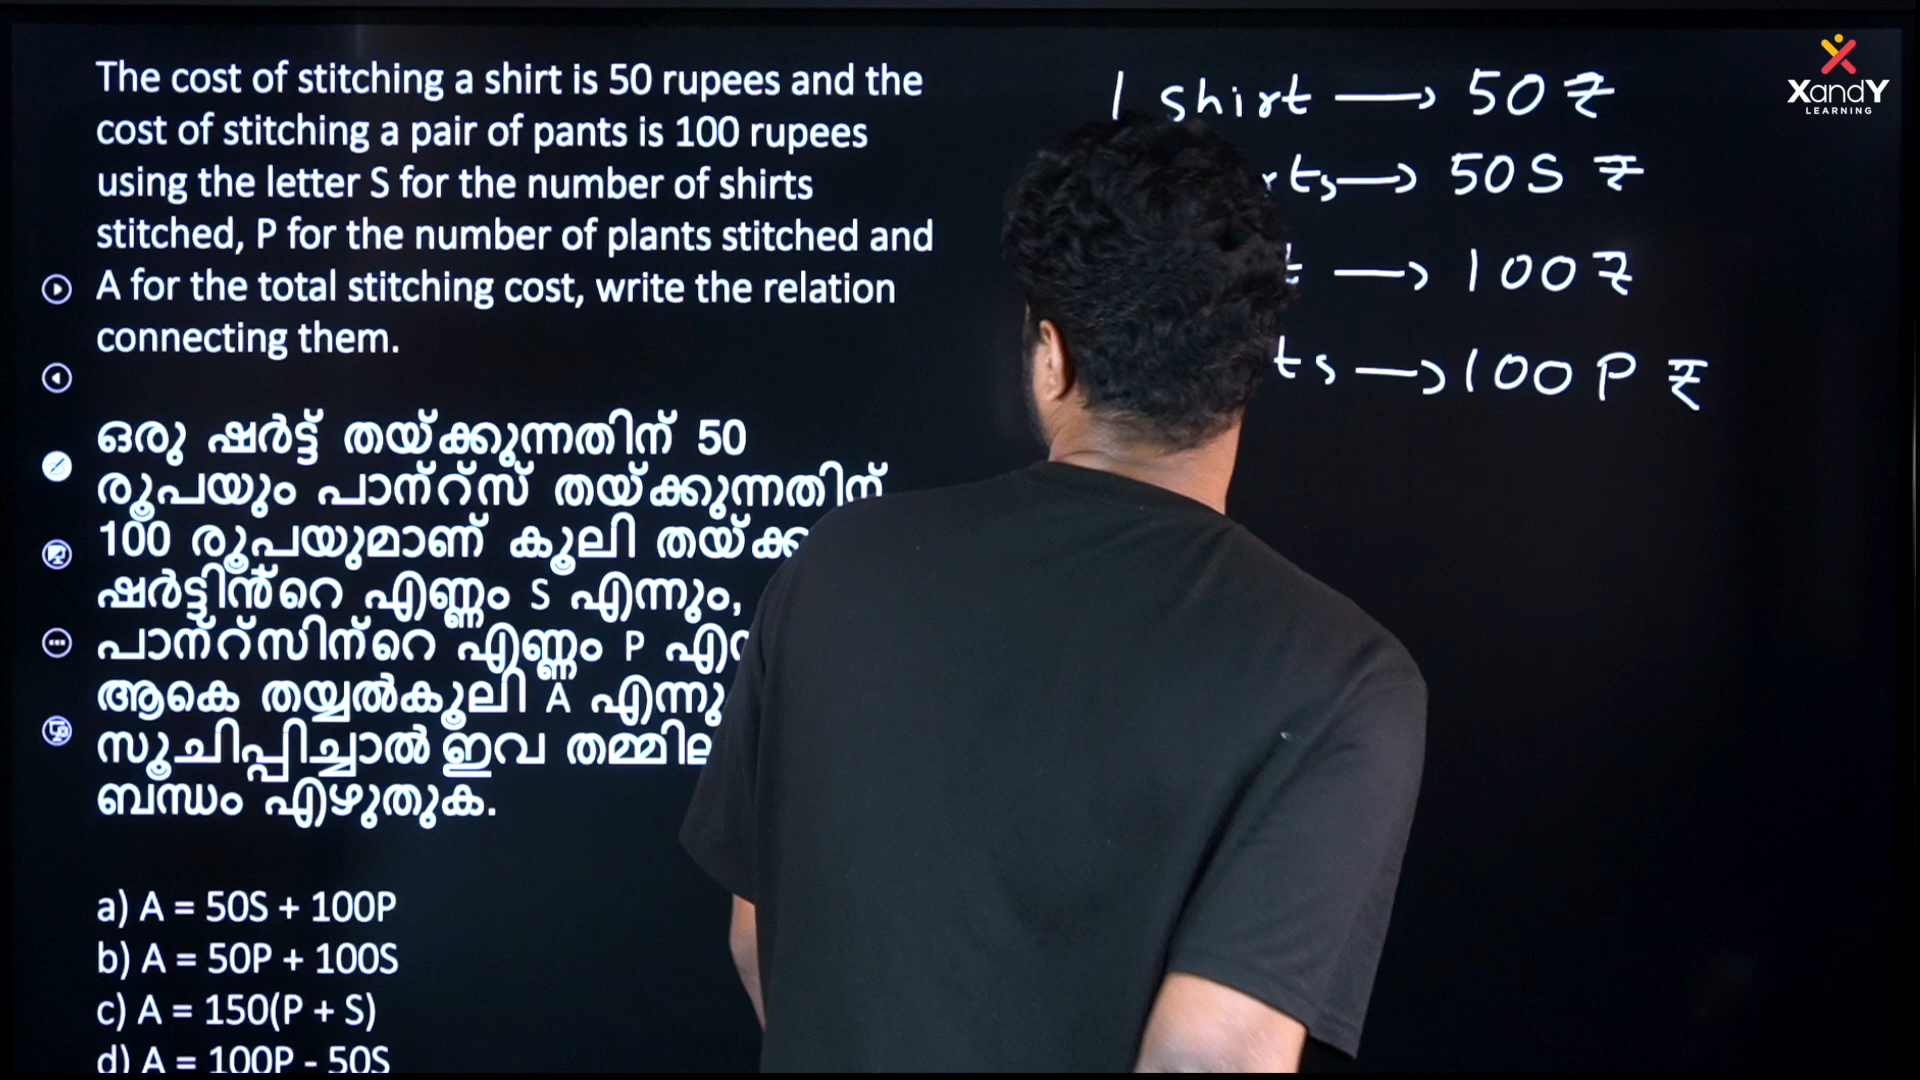 The cost of stitching a shirt is 50 rupees and the
cost of stitching a pair of pants is 100 rupees
using the letter S for the number of shirts
stitched, P for the number of plants stitched and
A for the total stitching cost, write the relation
connecting them.
ഒരു ഷർട്ട് തയ്ക്കുന്നതിന് 50
രൂപയും പാന്റ്സ് തയ്ക്കുന്നതിന്
100 രൂപയുമാണ് കൂലി
ഷർട്ടിൻ്റെ എണ്ണം S എന്നും,
പാന്റ്സിന്റെ എണ്ണം P
ആകെ തയ്യൽകൂലി A
സൂചിപ്പിച്ചാൽ ഇവ
ബന്ധം എഴുതുക.
a) A = 50S + 100P
b) A = 50P + 100S
c) A = 150(P + S)
d) A = 100P - 50S
1 shirt → 50 ₹
→ 50 S ₹
→ 100 ₹
→ 100 P ₹
XandY
LEARNING